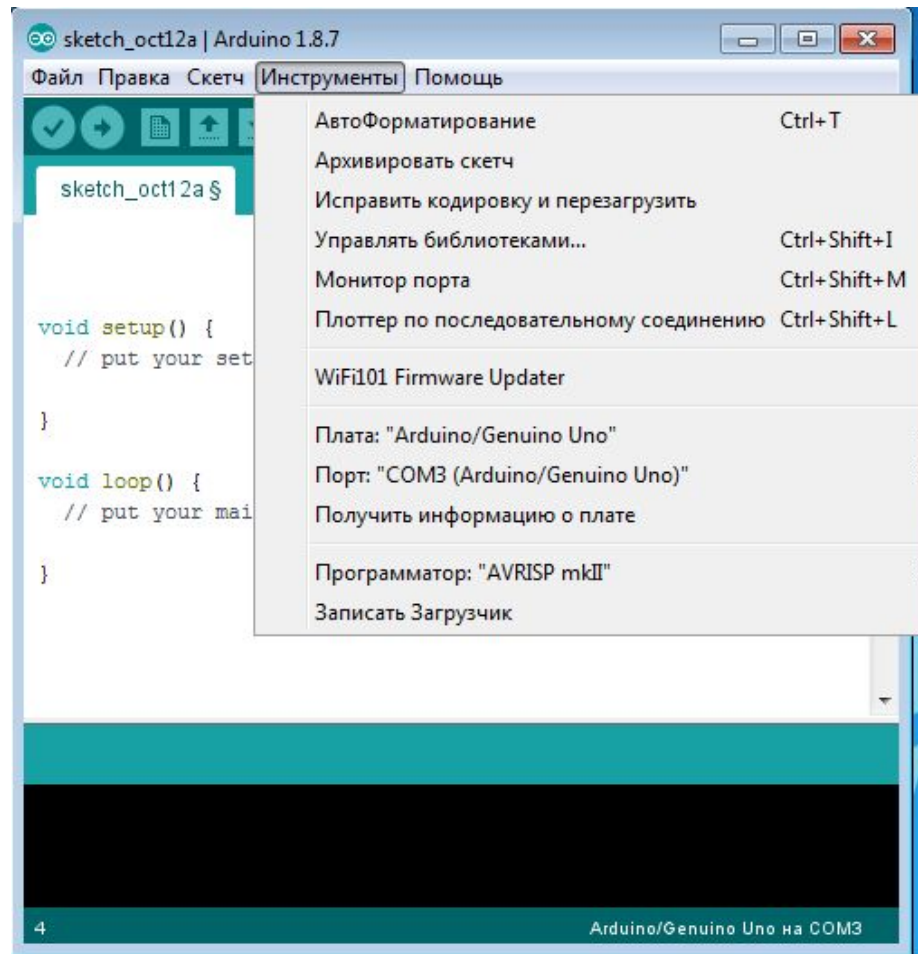 sketch_oct12a | Arduino 1.8.7
Файл Правка Скетч Инструменты Помощь
sketch_oct12a §
АвтоФорматирование Ctrl+T
Архивировать скетч
Исправить кодировку и перезагрузить
Управлять библиотеками... Ctrl+Shift+I
Монитор порта Ctrl+Shift+M
Плоттер по последовательному соединению Ctrl+Shift+L
WiFi101 Firmware Updater
Плата: "Arduino/Genuino Uno"
Порт: "COM3 (Arduino/Genuino Uno)"
Получить информацию о плате
Программатор: "AVRISP mkII"
Записать Загрузчик
void setup() {
// put your set
}
void loop() {
// put your mai
}
4 Arduino/Genuino Uno на COM3